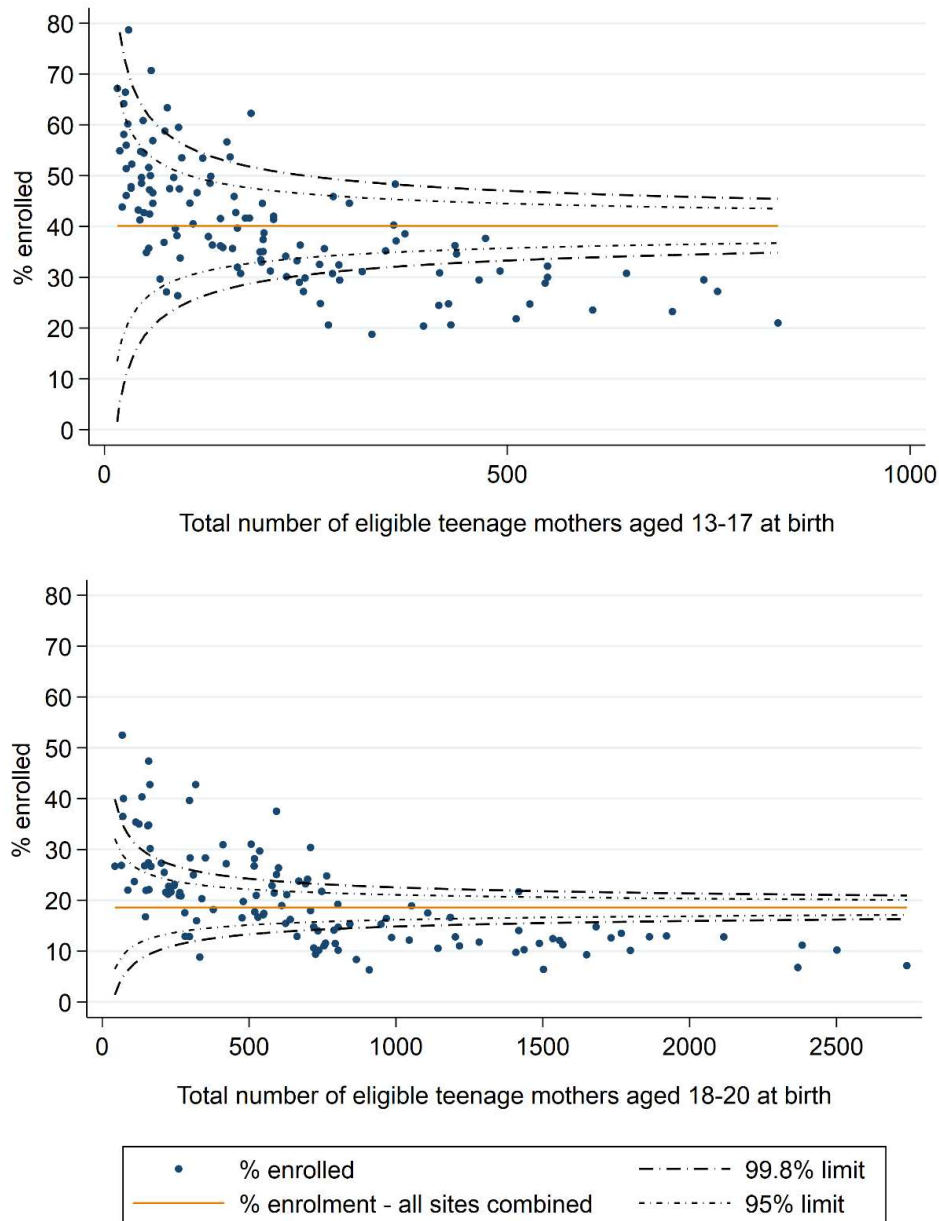 80
70
60
50
40
30
20
10
0
% enrolled
0 500 1000
Total number of eligible teenage mothers aged 13-17 at birth
80
70
60
50
40
30
20
10
0
% enrolled
0 500 1000 1500 2000 2500
Total number of eligible teenage mothers aged 18-20 at birth
% enrolled 99.8% limit
% enrolment - all sites combined 95% limit